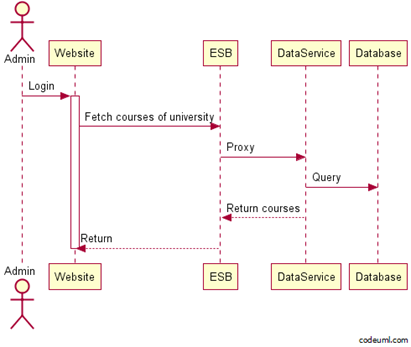 Admin
Website
ESB
DataService
Database
Login
Fetch courses of university
Proxy
Query
Return courses
Return
Admin
Website
ESB
DataService
Database
codeuml.com